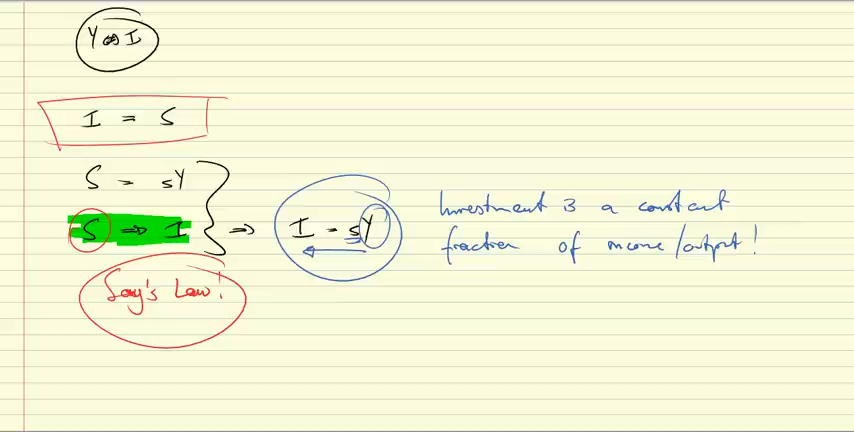 Y ⇔ I
I = S
S = sY
S ⇒ I } ⇒ I = sY
Investment is a constant
fraction of income/output!
Say's Law!